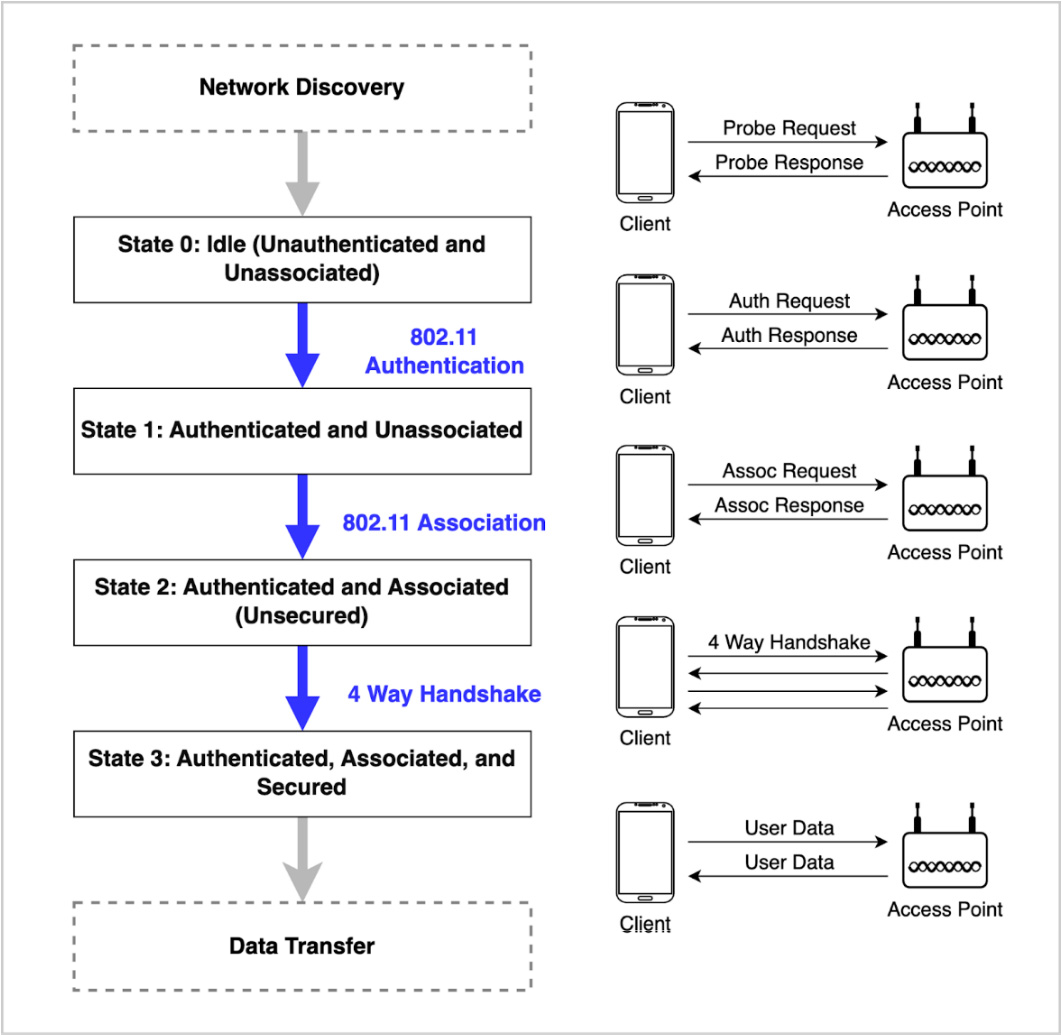 Network Discovery
State 0: Idle (Unauthenticated and
Unassociated)
802.11
Authentication
State 1: Authenticated and Unassociated
802.11 Association
State 2: Authenticated and Associated
(Unsecured)
4 Way Handshake
State 3: Authenticated, Associated, and
Secured
Data Transfer
Probe Request
Probe Response
Client
Access Point
Auth Request
Auth Response
Client
Access Point
Assoc Request
Assoc Response
Client
Access Point
4 Way Handshake
Client
Access Point
User Data
User Data
Client
Access Point